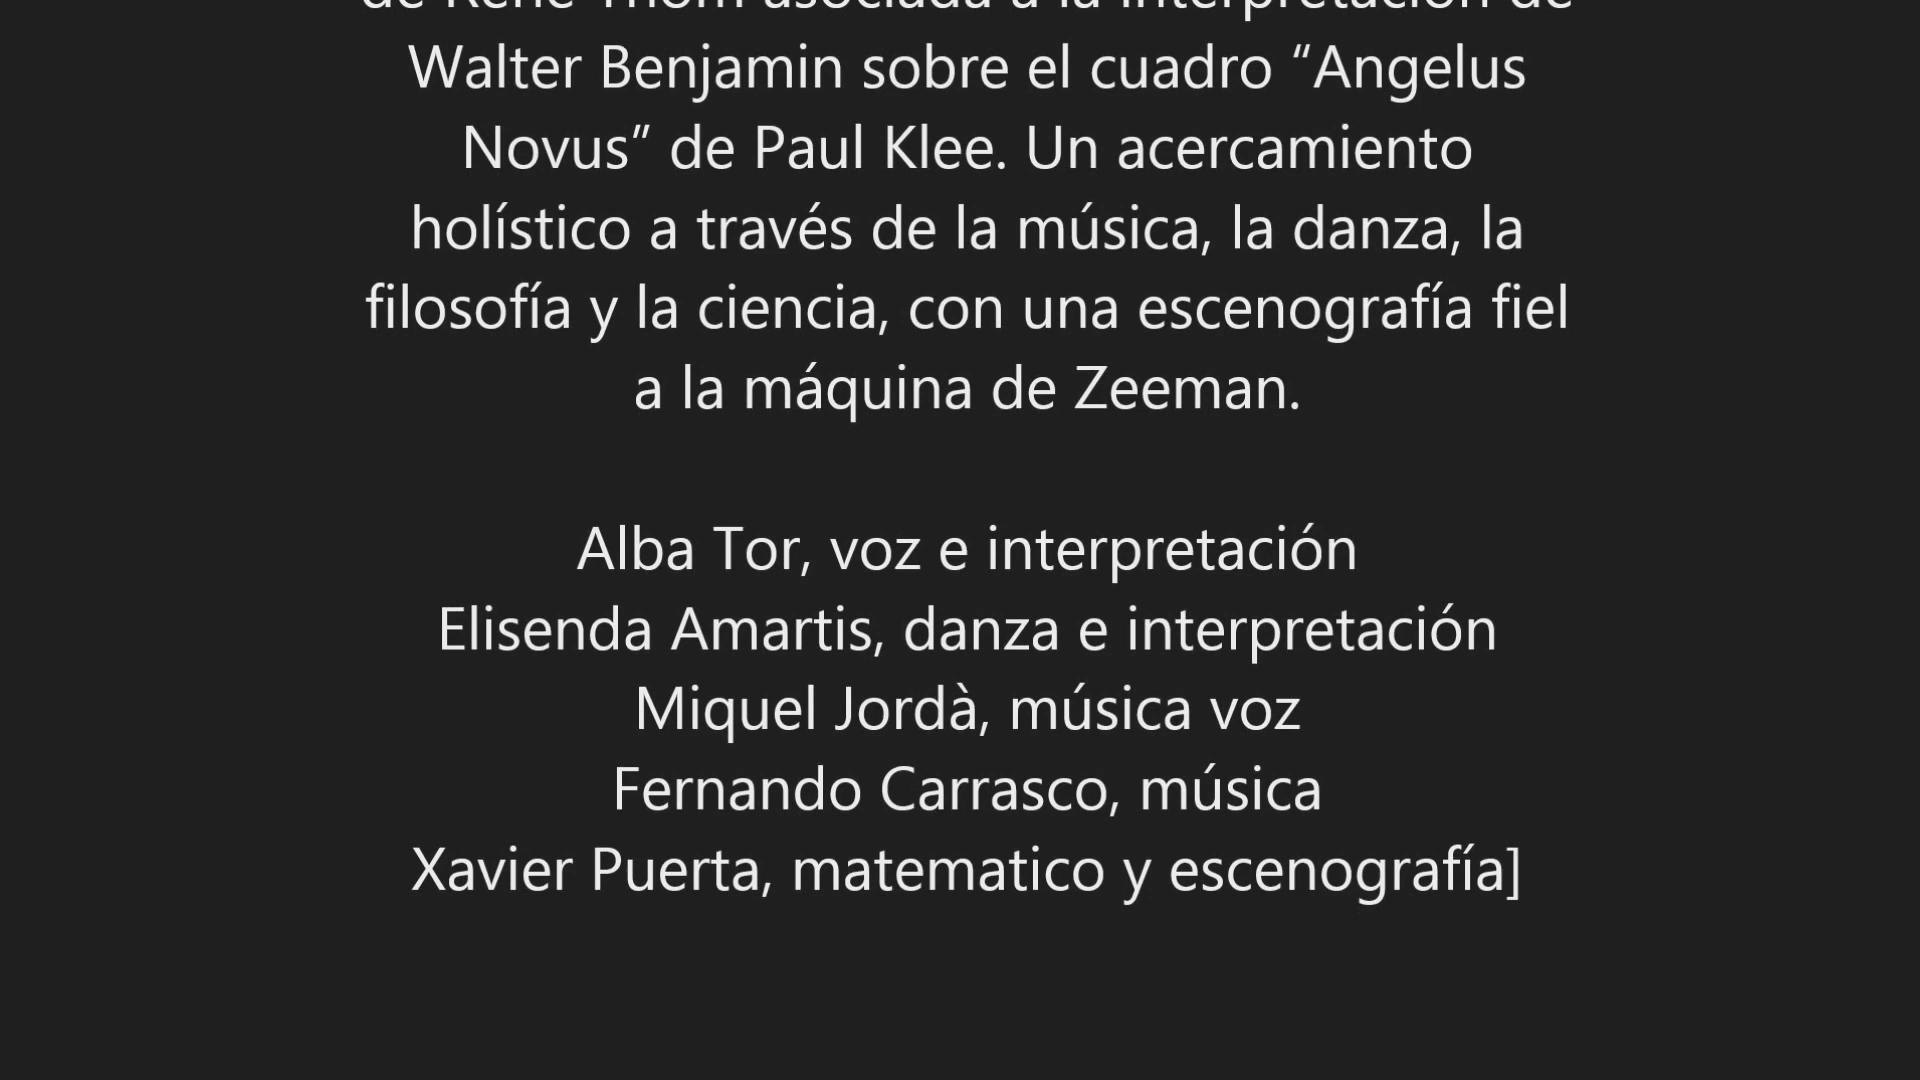 de René Thom asociada a la interpretación de
Walter Benjamin sobre el cuadro “Angelus
Novus” de Paul Klee. Un acercamiento
holístico a través de la música, la danza, la
filosofía y la ciencia, con una escenografía fiel
a la máquina de Zeeman.
Alba Tor, voz e interpretación
Elisenda Amartis, danza e interpretación
Miquel Jordà, música voz
Fernando Carrasco, música
Xavier Puerta, matematico y escenografía]